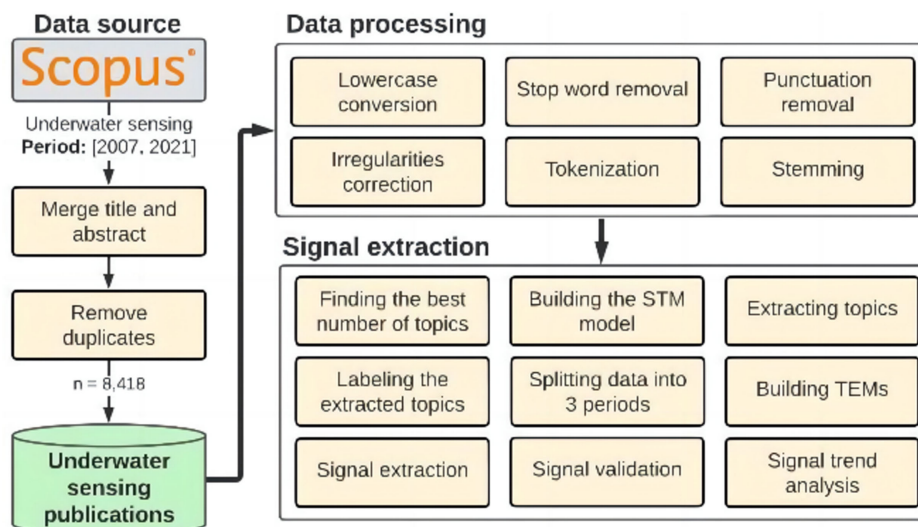 Data source
Scopus®
Underwater sensing
Period: [2007, 2021]
Merge title and
abstract
Remove
duplicates
n = 8,418
Underwater
sensing
publications
Data processing
Lowercase
conversion
Stop word removal
Punctuation
removal
Irregularities
correction
Tokenization
Stemming
Signal extraction
Finding the best
number of topics
Building the STM
model
Extracting topics
Labeling the
extracted topics
Splitting data into
3 periods
Building TEMs
Signal extraction
Signal validation
Signal trend
analysis